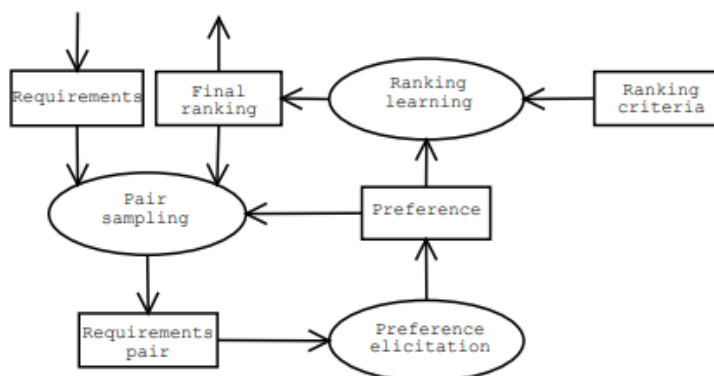 Requirements
Final
ranking
Ranking
learning
Ranking
criteria
Pair
sampling
Preference
Requirements
pair
Preference
elicitation